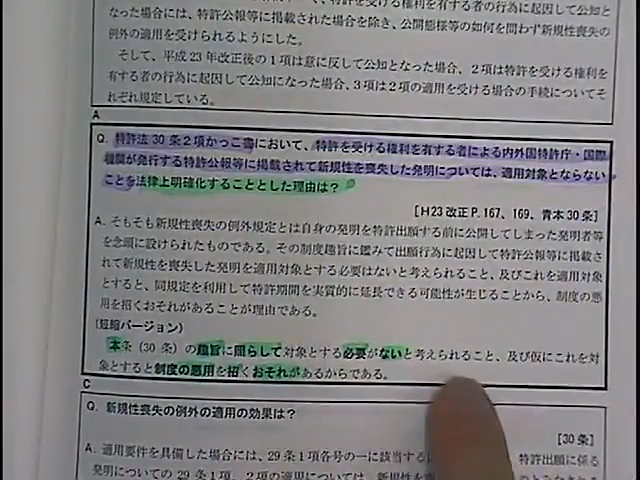 、特許を受ける権利を有する者の行為に起因して公知と
なった場合には、特許公報等に掲載された場合を除き、公開態様等の如何を問わず新規性喪失の
例外の適用を受けられるようにした。
そして、平成23年改正後の1項は意に反して公知となった場合、2項は特許を受ける権利を
有する者の行為に起因して公知になった場合、3項は2項の適用を受ける場合の手続についてそ
れぞれ規定している。
A
Q. 特許法30条2項かっこ書において、特許を受ける権利を有する者による内外国特許庁・国際
機関が発行する特許公報等に掲載されて新規性を喪失した発明については、適用対象とならない
ことを法律上明確化することとした理由は?
[H23改正P.167、169、青本30条]
A. そもそも新規性喪失の例外規定とは自身の発明を特許出願する前に公開してしまった発明者等
を念頭に設けられたものである。その制度趣旨に鑑みて出願行為に起因して特許公報等に掲載さ
れて新規性を喪失した発明を適用対象とする必要はないと考えられること、及びこれを適用対象
とすると、同規定を利用して特許期間を実質的に延長できる可能性が生じることから、制度の悪
用を招くおそれがあることが理由である。
(短縮バージョン)
本条(30条)の趣旨に照らして対象とする必要がないと考えられること、及び仮にこれを対
象とすると制度の悪用を招くおそれがあるからである。
C
Q. 新規性喪失の例外の適用の効果は?
[30条]
A. 適用要件を具備した場合には、29条1項各号の一に該当する 特許出願に係る
発明についての29条1項、2項の適用については、新規性を